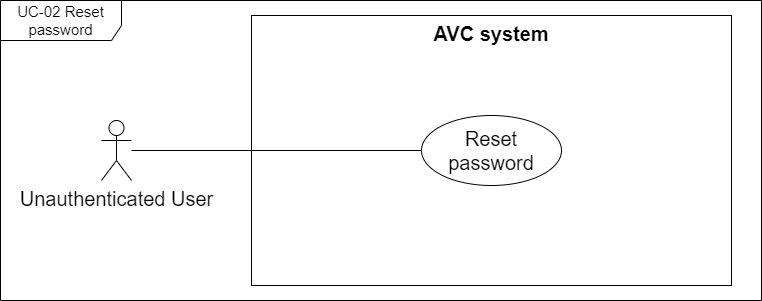 UC-02 Reset
password
AVC system
Reset
password
Unauthenticated User